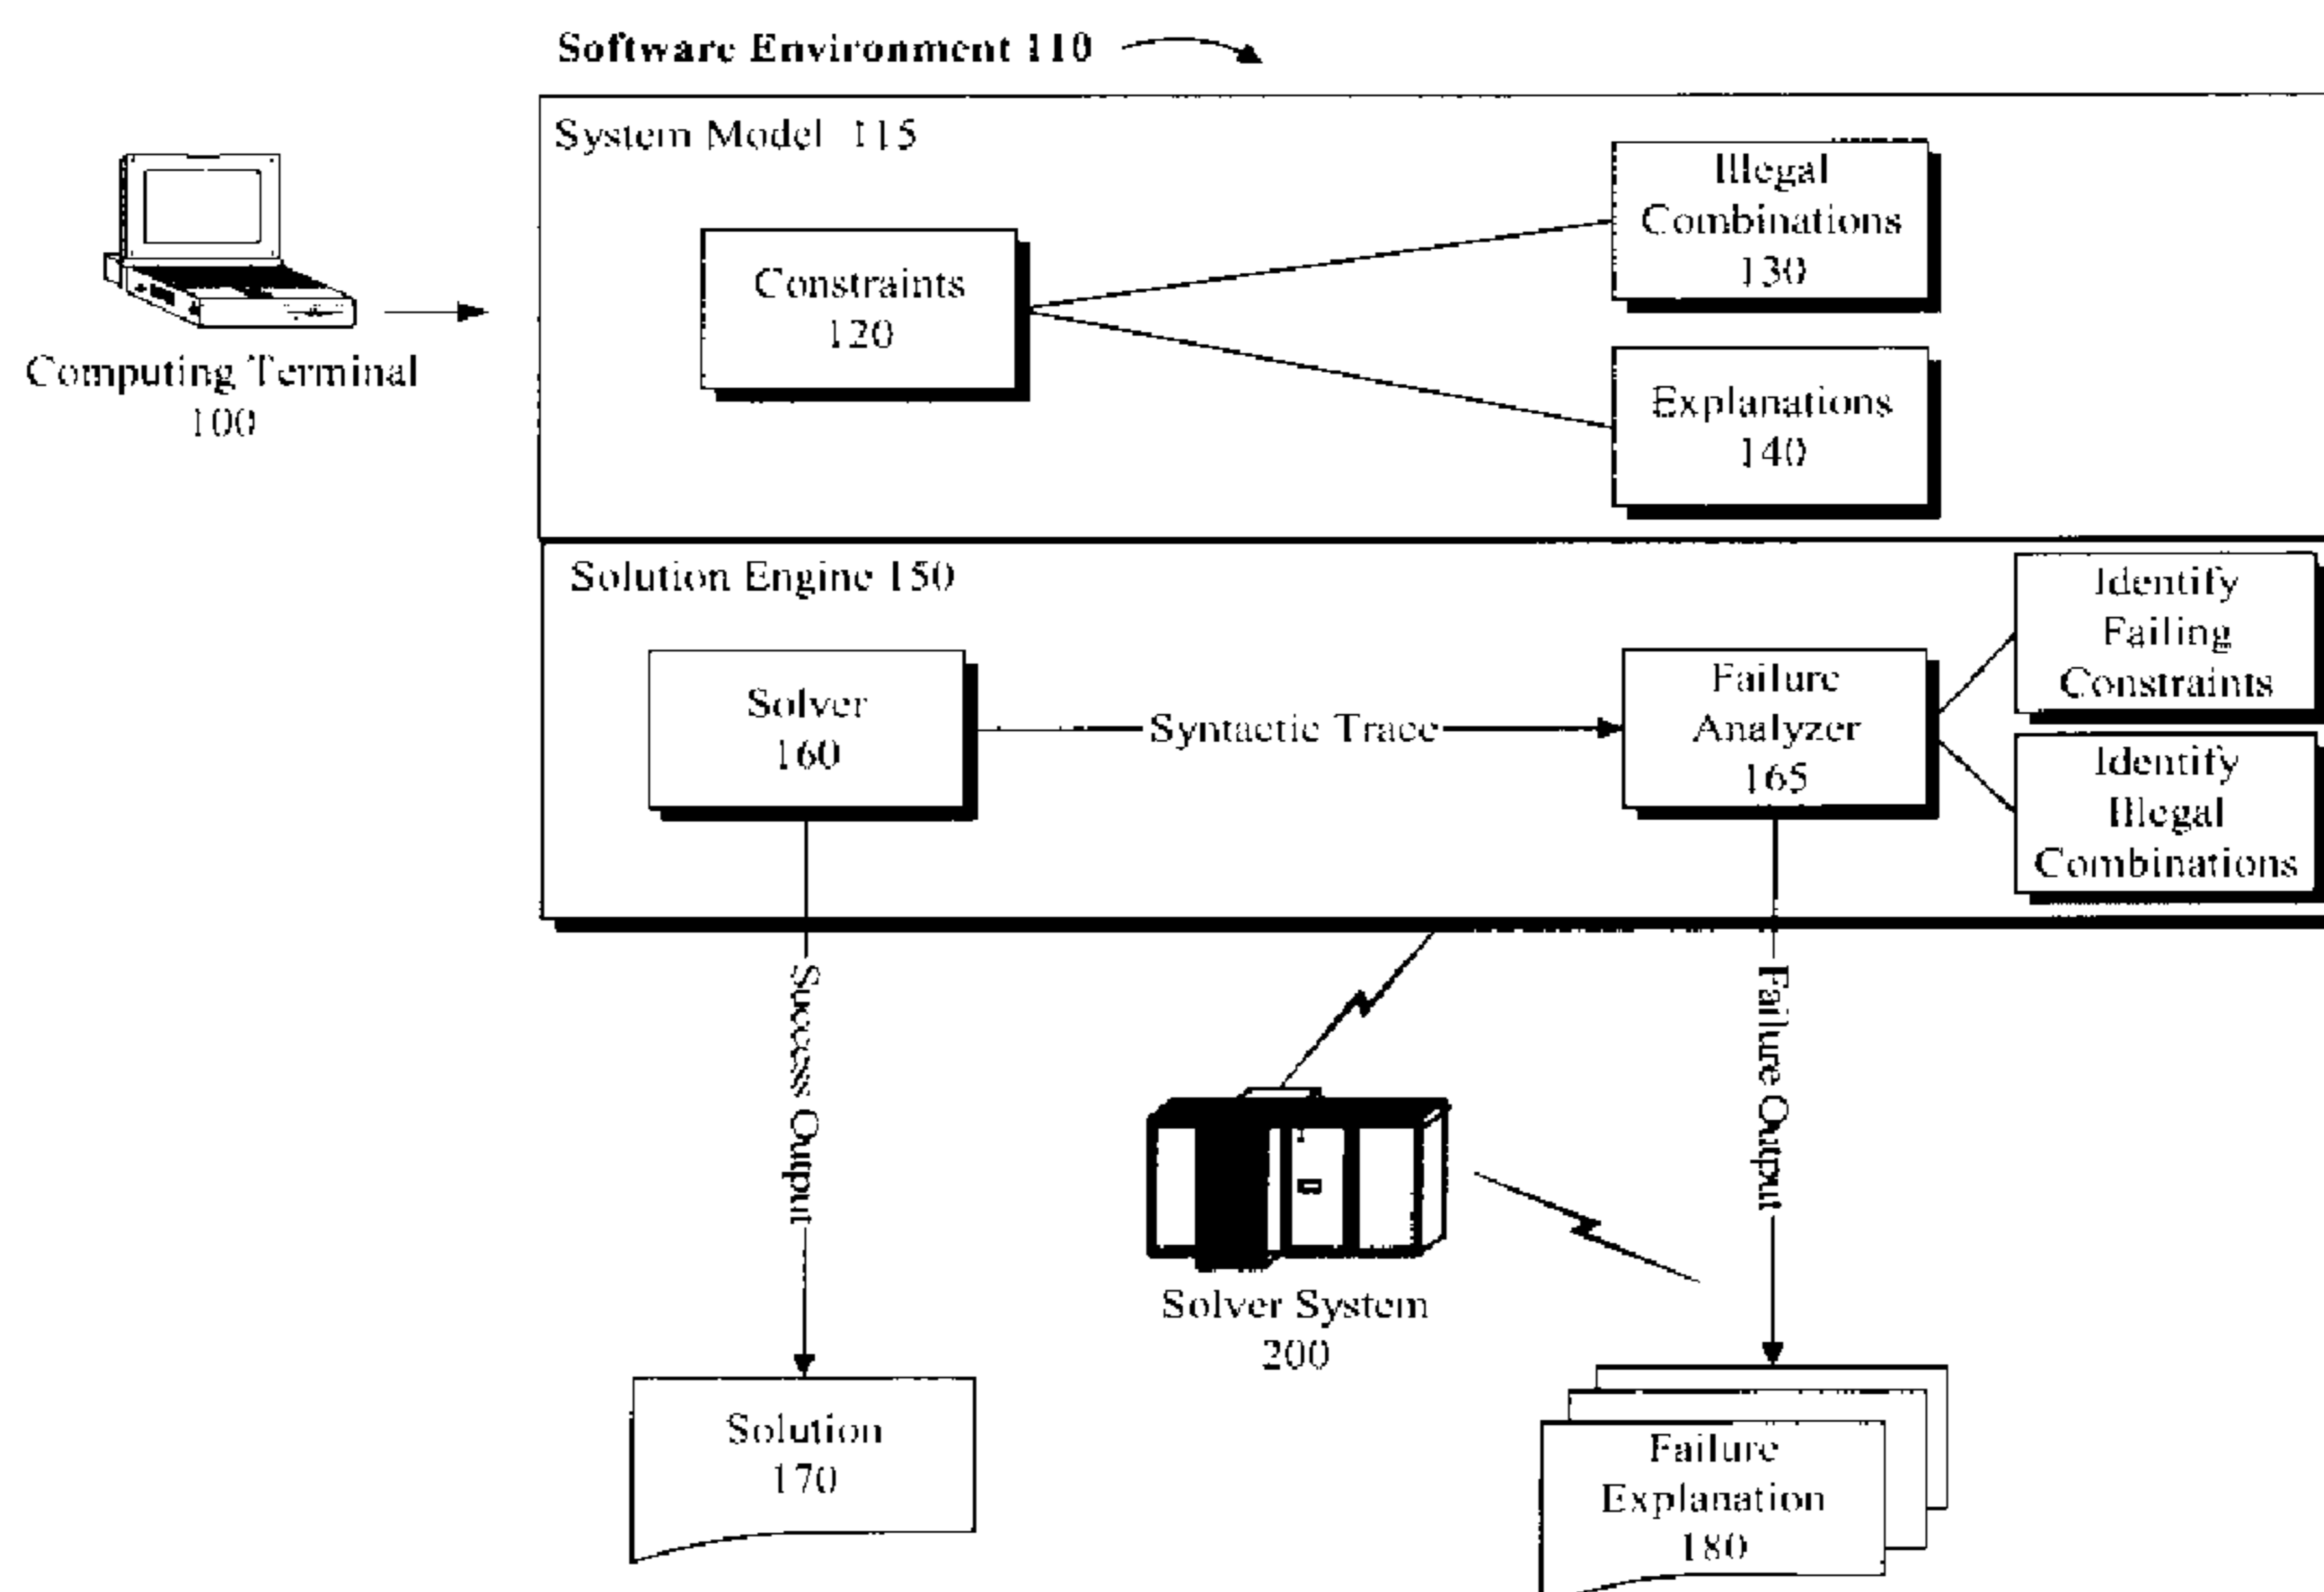 Software Environment 110
System Model 115
Computing Terminal
100
Constraints
120
Illegal
Combinations
130
Explanations
140
Solution Engine 150
Solver
160
Syntactic Trace
Failure
Analyzer
165
Identify
Failing
Constraints
Identify
Illegal
Combinations
Success Output
Failure Output
Solver System
200
Solution
170
Failure
Explanation
180